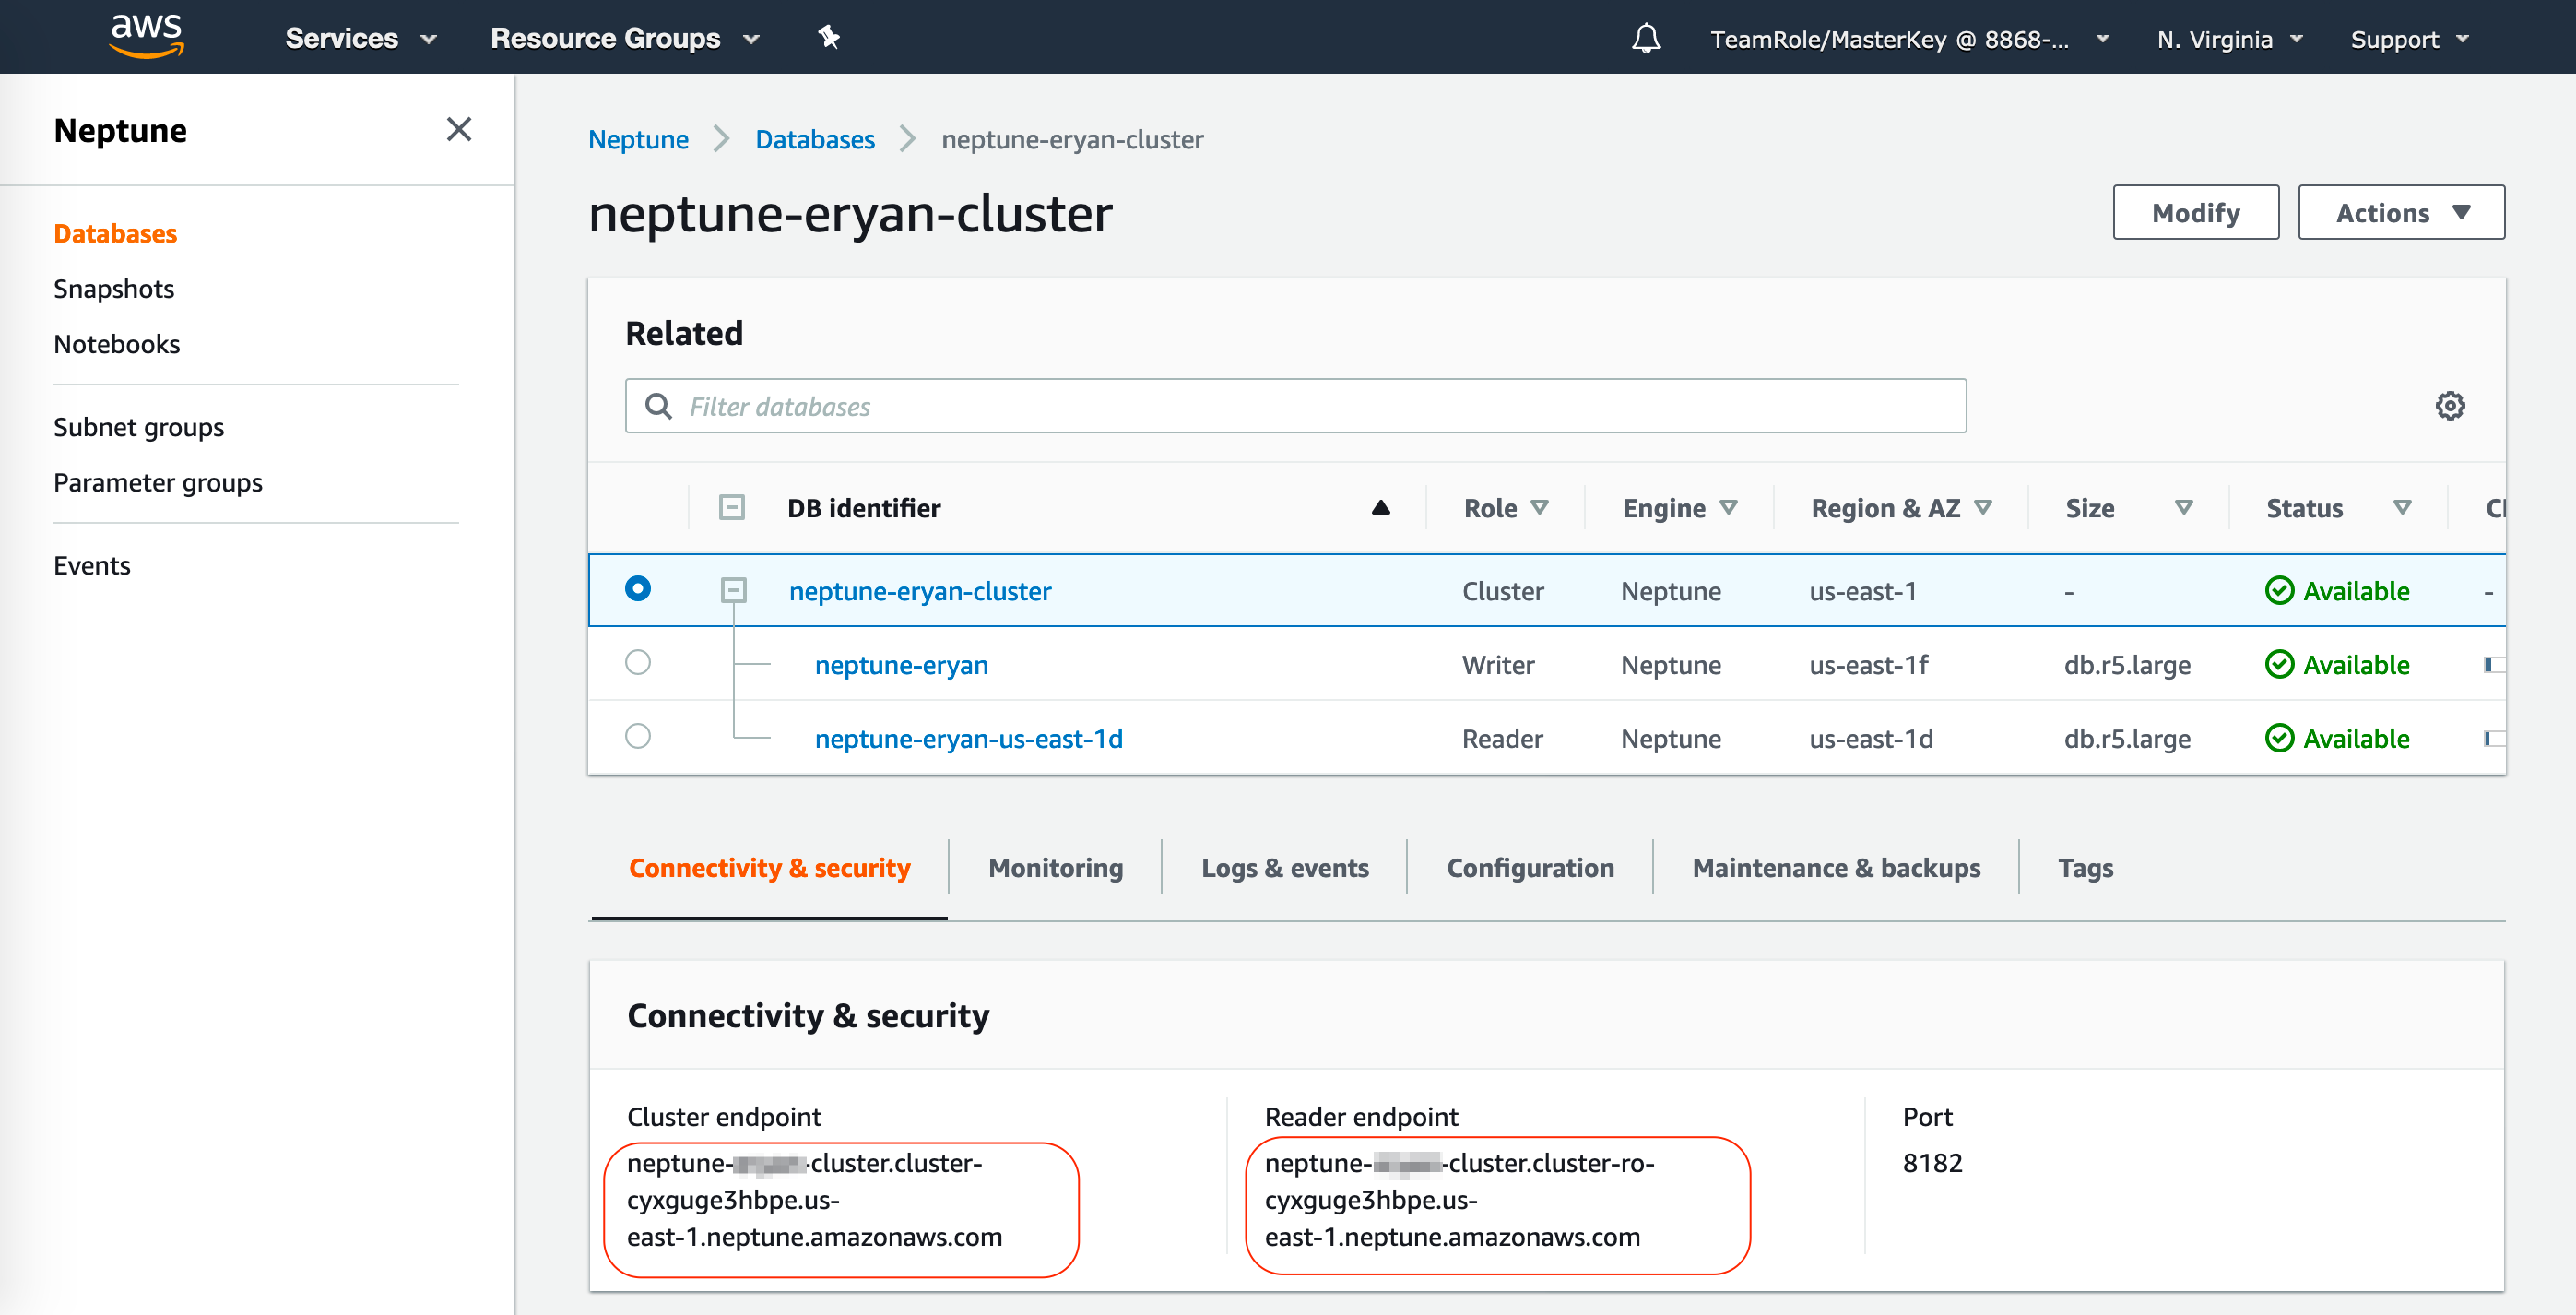 aws Services Resource Groups TeamRole/MasterKey @ 8868-... N. Virginia Support
Neptune
Databases
Snapshots
Notebooks
Subnet groups
Parameter groups
Events
Neptune Databases neptune-eryan-cluster
neptune-eryan-cluster
Modify Actions
Related
Filter databases
DB identifier Role Engine Region & AZ Size Status
neptune-eryan-cluster Cluster Neptune us-east-1 - Available -
neptune-eryan Writer Neptune us-east-1f db.r5.large Available
neptune-eryan-us-east-1d Reader Neptune us-east-1d db.r5.large Available
Connectivity & security Monitoring Logs & events Configuration Maintenance & backups Tags
Connectivity & security
Cluster endpoint
neptune- -cluster.cluster-
cyxguge3hbpe.us-
east-1.neptune.amazonaws.com
Reader endpoint
neptune- -cluster.cluster-ro-
cyxguge3hbpe.us-
east-1.neptune.amazonaws.com
Port
8182